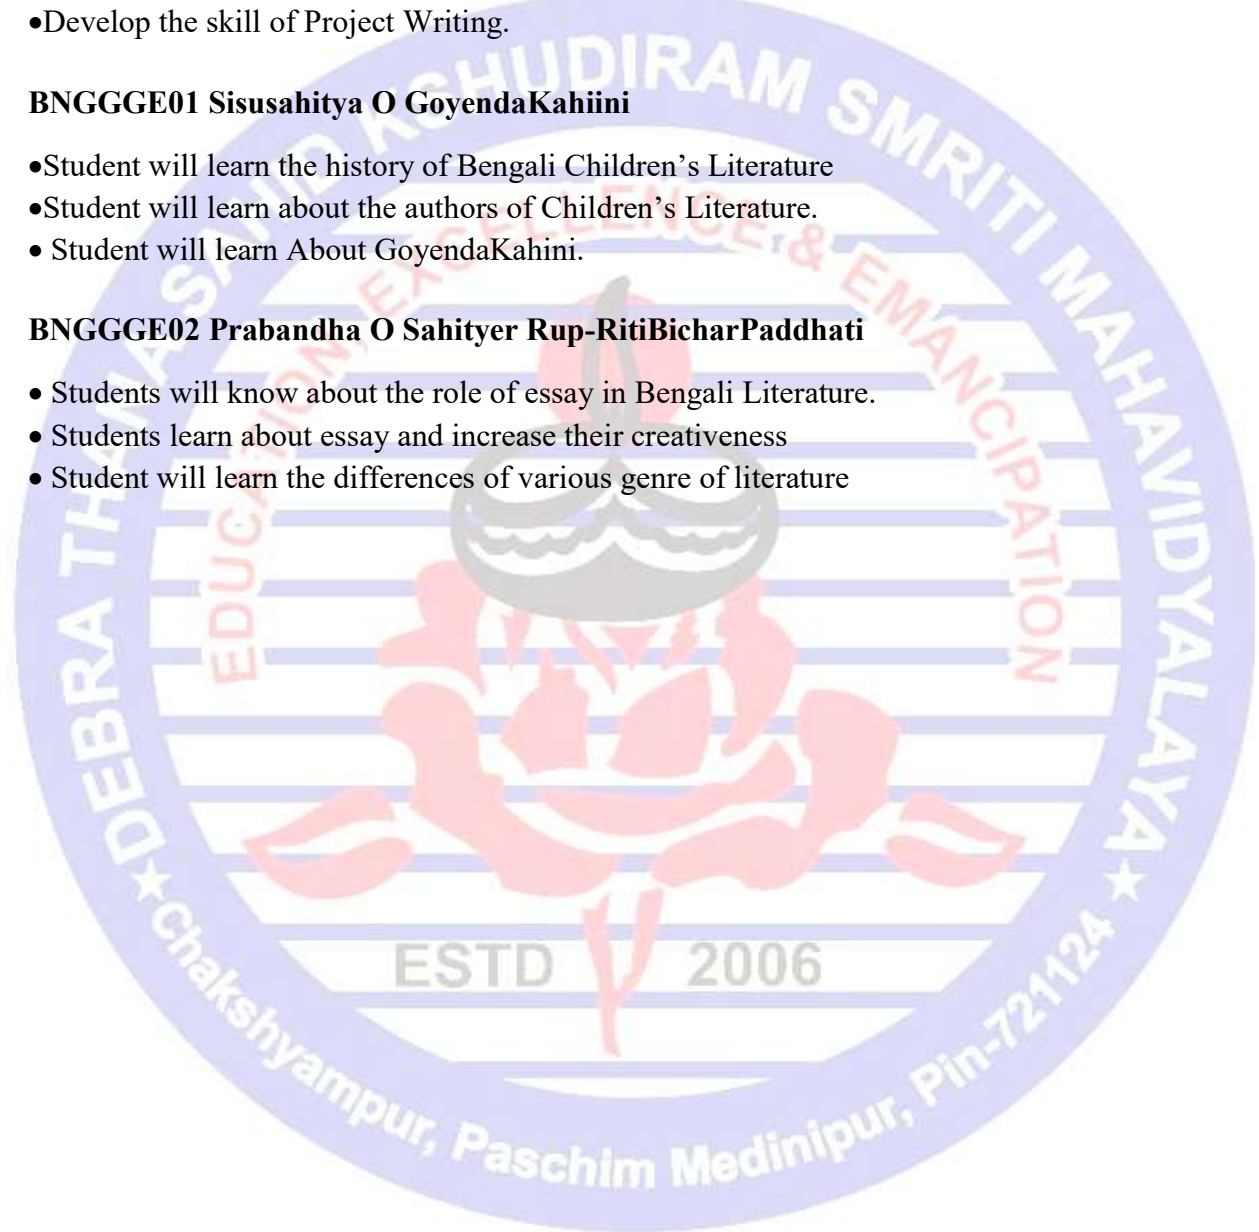 •Develop the skill of Project Writing.
BNGGGE01 Sisusahitya O GoyendaKahiini
•Student will learn the history of Bengali Children’s Literature
•Student will learn about the authors of Children’s Literature.
• Student will learn About GoyendaKahini.
BNGGGE02 Prabandha O Sahityer Rup-RitiBicharPaddhati
• Students will know about the role of essay in Bengali Literature.
• Students learn about essay and increase their creativeness
• Student will learn the differences of various genre of literature
DEBRA THANA SAHID KSHUDIRAM SMRITI MAHAVIDYALAYA
EDUCATION, EXCELLENCE & EMANCIPATION
ESTD 2006
Chakshyampur, Paschim Medinipur, Pin-721124